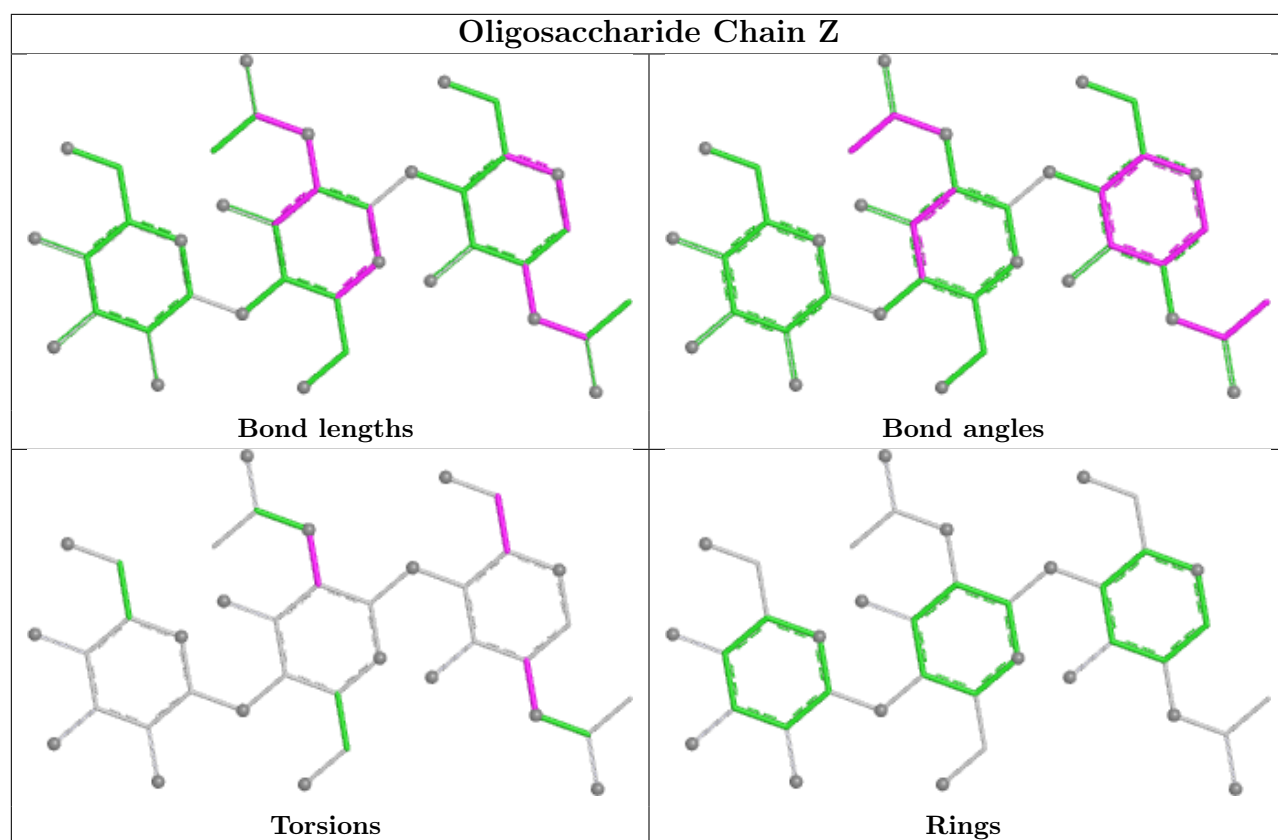 Oligosaccharide Chain Z
Bond lengths
Bond angles
Torsions
Rings